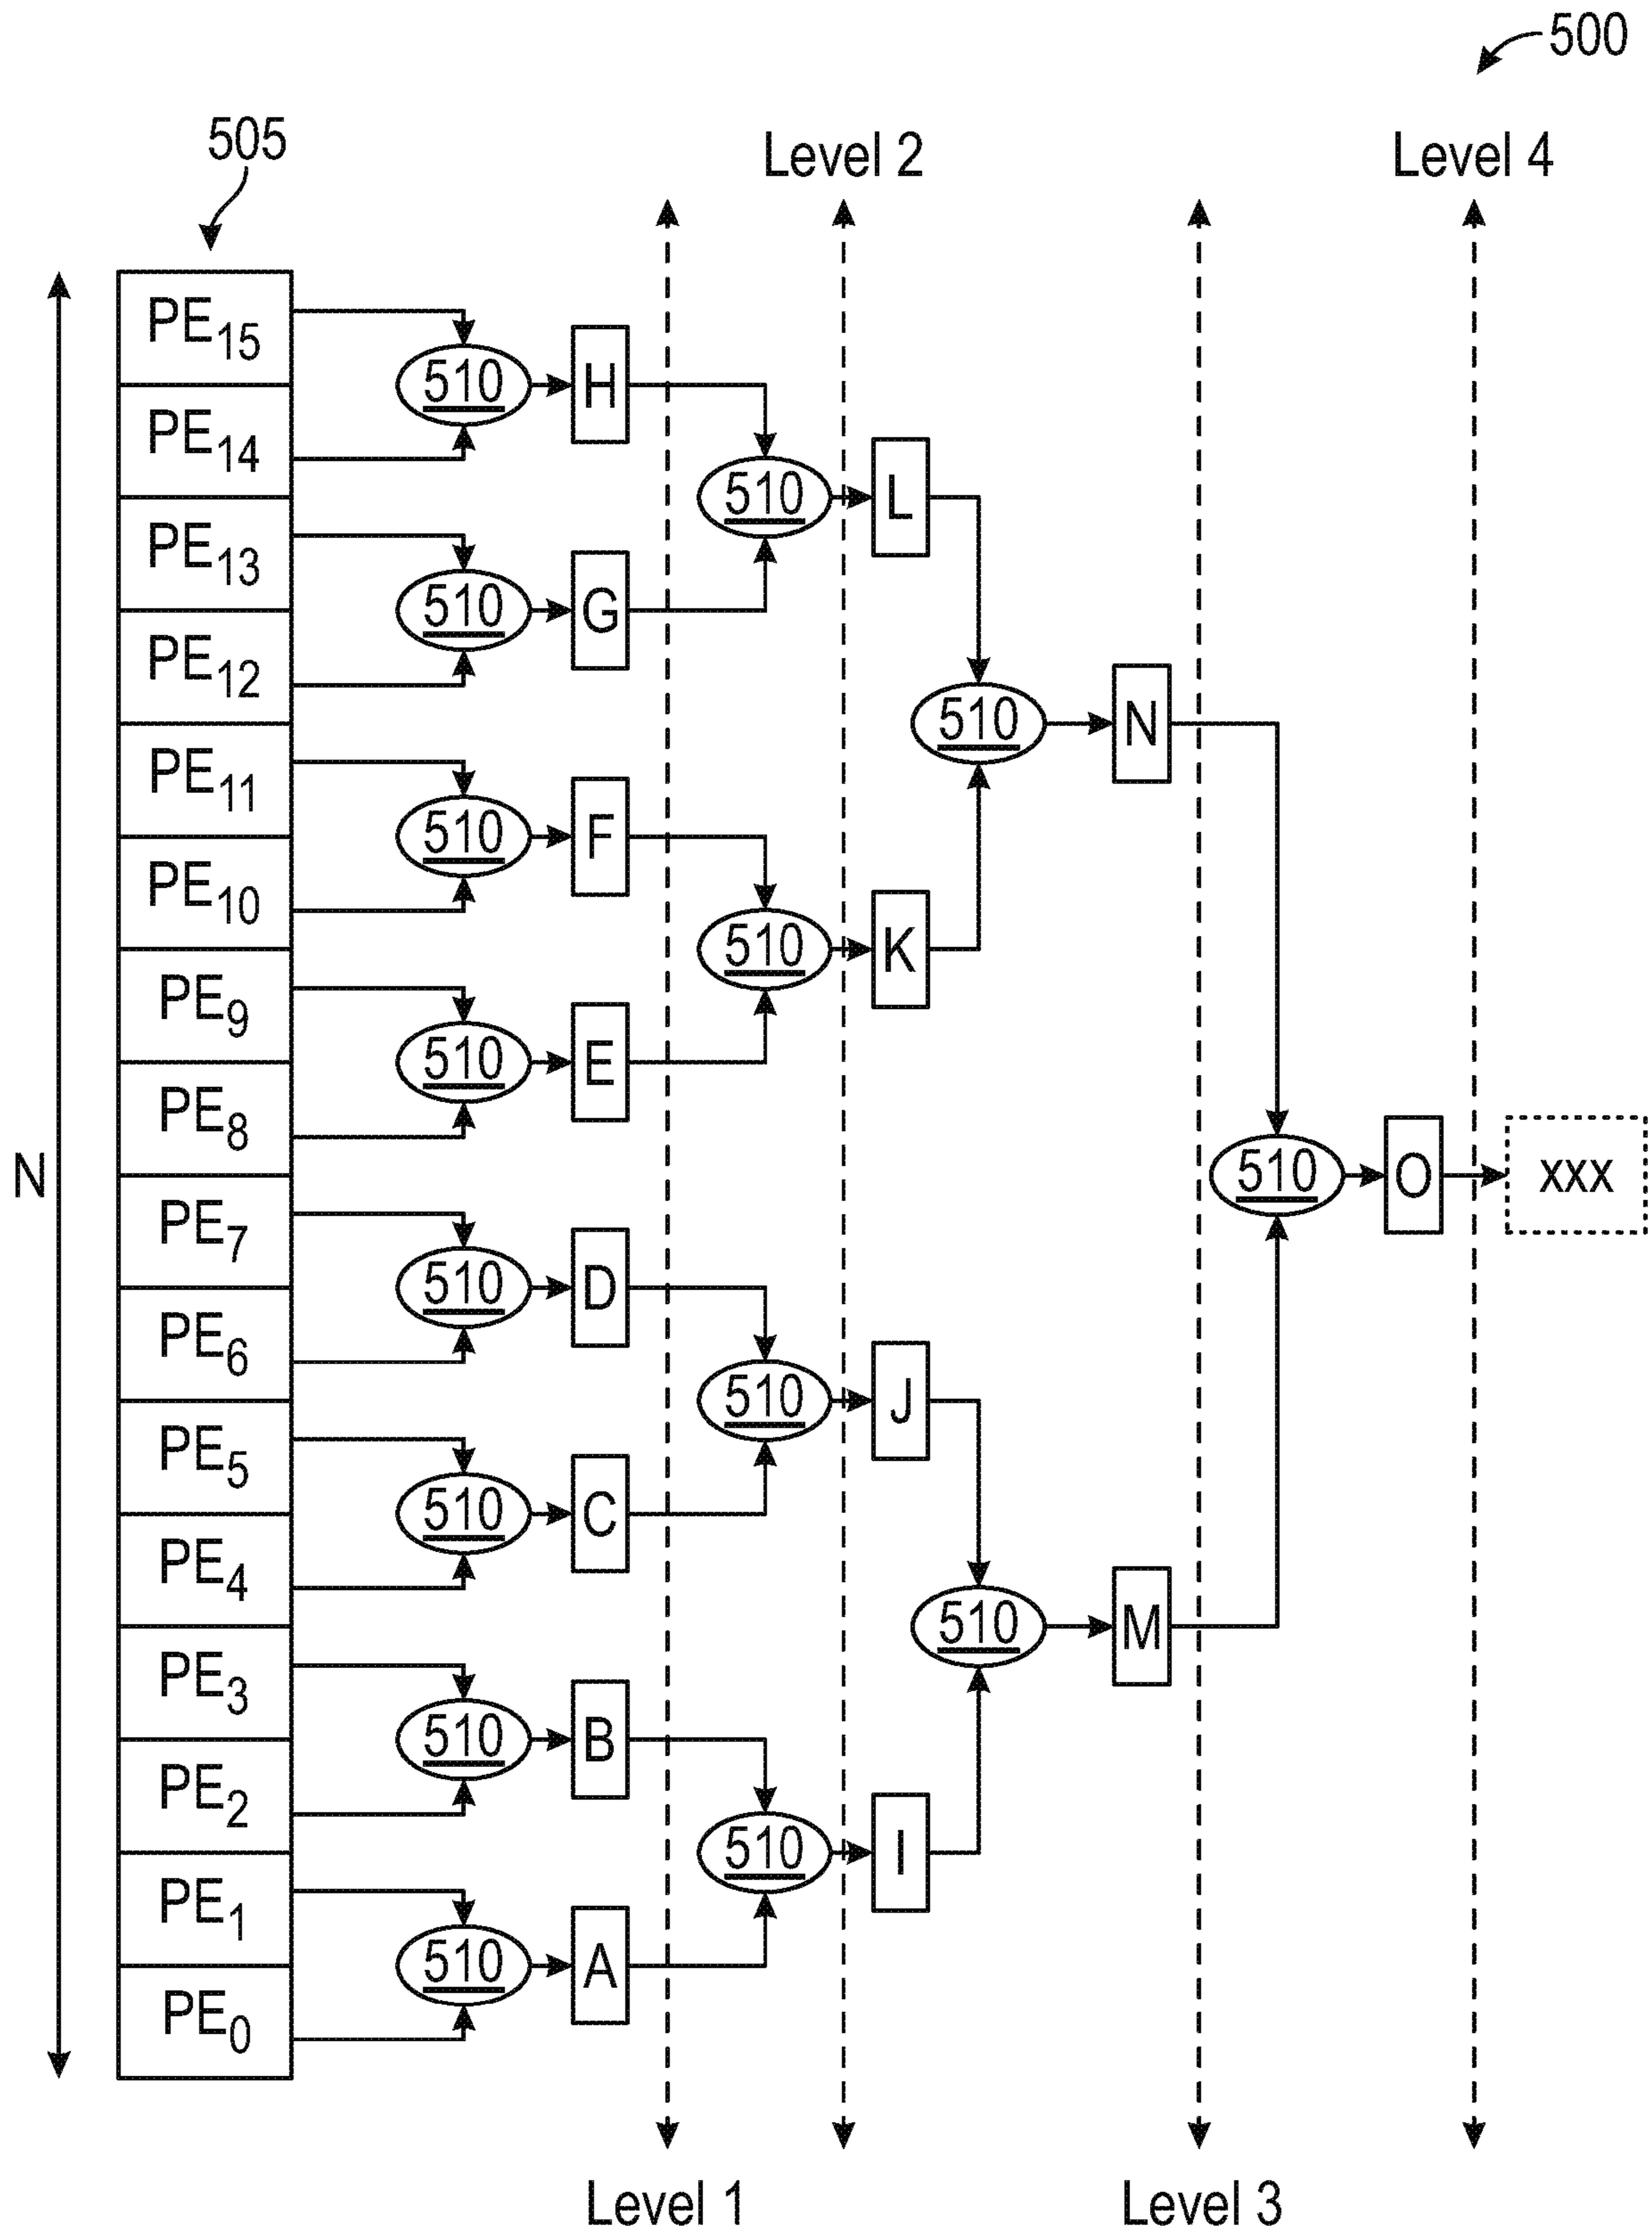 500
505
Level 2
Level 4
PE15
510
H
PE14
510
L
PE13
510
G
PE12
510
N
PE11
510
F
PE10
510
K
PE9
510
E
PE8
N
510
O
xxx
PE7
510
D
PE6
510
J
PE5
510
C
PE4
510
M
PE3
510
B
PE2
510
I
PE1
510
A
PE0
Level 1
Level 3